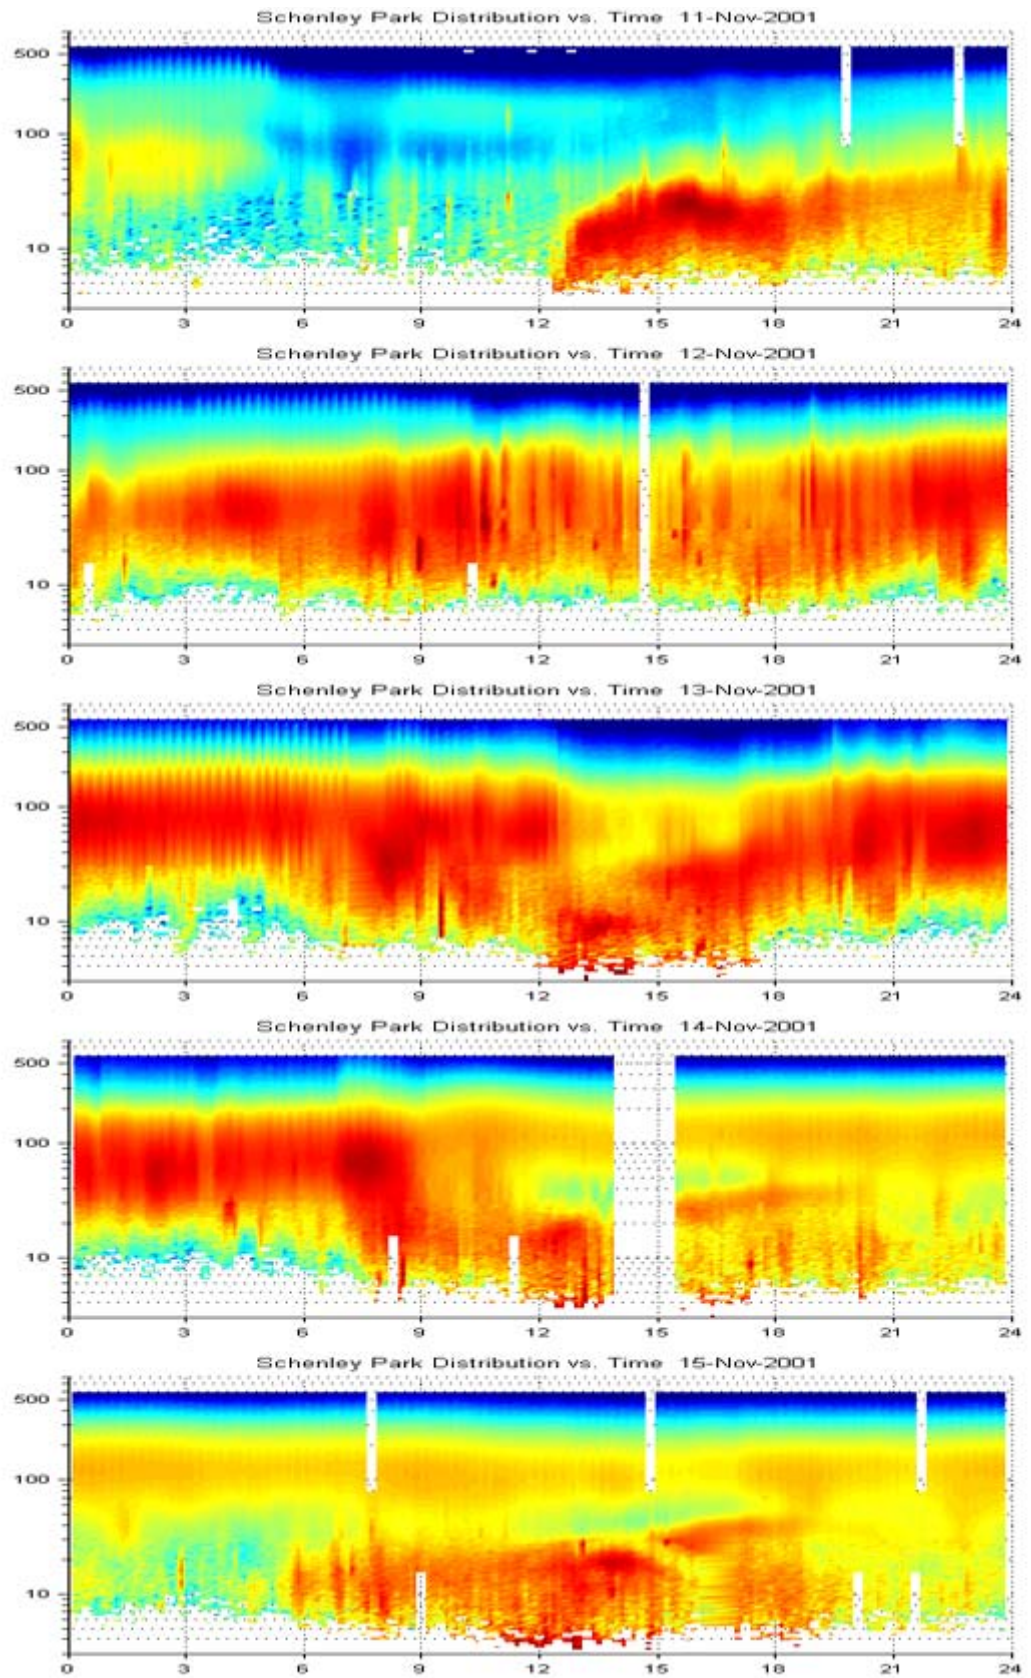 Schenley Park Distribution vs. Time 11-Nov-2001
500
100
10
0 3 6 9 12 15 18 21 24
Schenley Park Distribution vs. Time 12-Nov-2001
500
100
10
0 3 6 9 12 15 18 21 24
Schenley Park Distribution vs. Time 13-Nov-2001
500
100
10
0 3 6 9 12 15 18 21 24
Schenley Park Distribution vs. Time 14-Nov-2001
500
100
10
0 3 6 9 12 15 18 21 24
Schenley Park Distribution vs. Time 15-Nov-2001
500
100
10
0 3 6 9 12 15 18 21 24